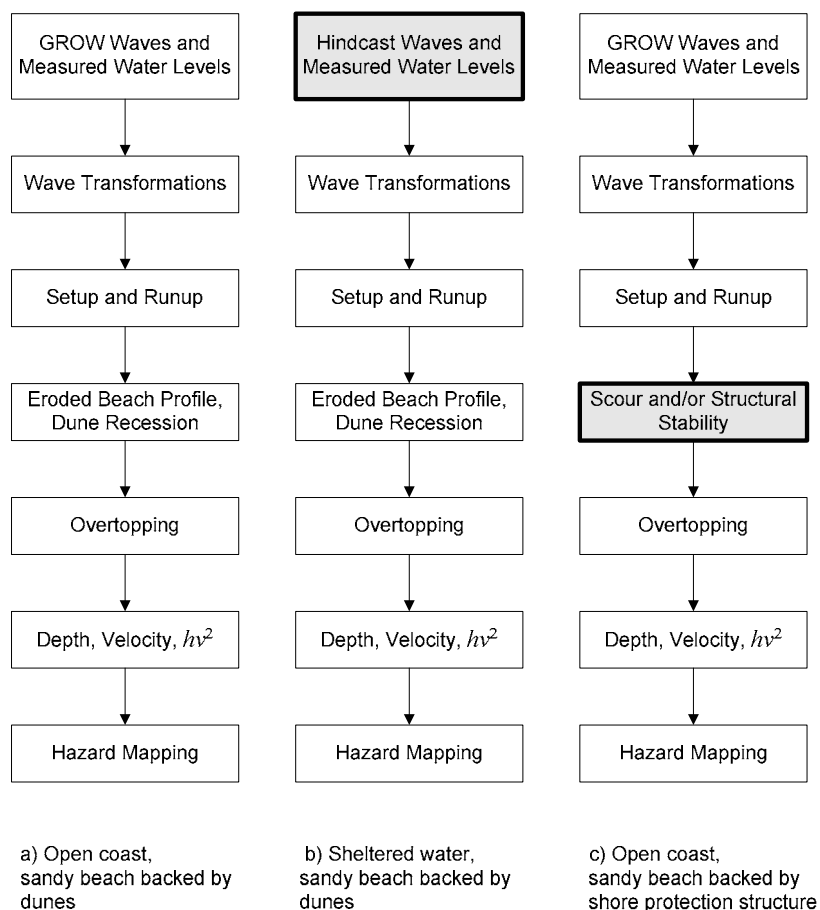 GROW Waves and
Measured Water Levels
Wave Transformations
Setup and Runup
Eroded Beach Profile,
Dune Recession
Overtopping
Depth, Velocity, hv²
Hazard Mapping
a) Open coast,
sandy beach backed by
dunes
Hindcast Waves and
Measured Water Levels
Wave Transformations
Setup and Runup
Eroded Beach Profile,
Dune Recession
Overtopping
Depth, Velocity, hv²
Hazard Mapping
b) Sheltered water,
sandy beach backed by
dunes
GROW Waves and
Measured Water Levels
Wave Transformations
Setup and Runup
Scour and/or Structural
Stability
Overtopping
Depth, Velocity, hv²
Hazard Mapping
c) Open coast,
sandy beach backed by
shore protection structure